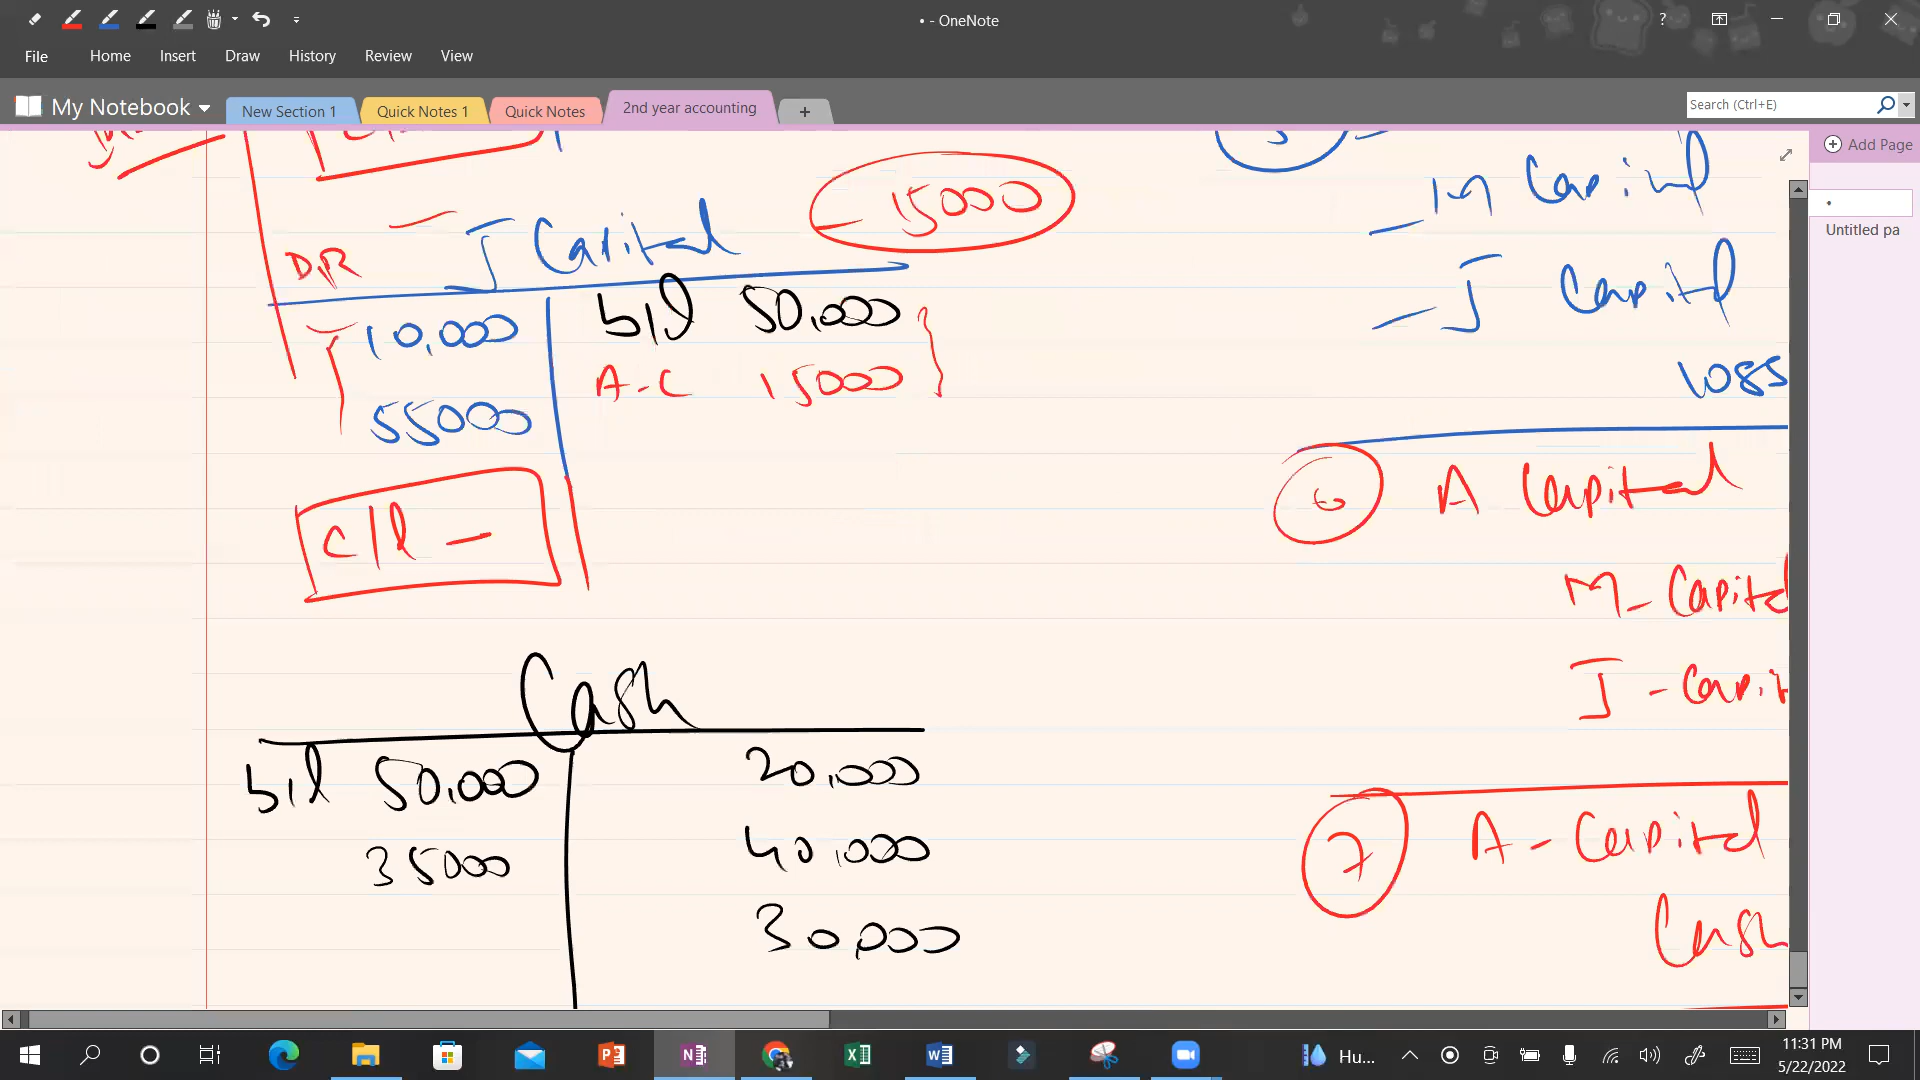 • - OneNote
?
File
Home
Insert
Draw
History
Review
View
My Notebook
New Section 1
Quick Notes 1
Quick Notes
2nd year accounting
+
Search (Ctrl+E)
Add Page
•
Untitled pa
- 15000
J Capital
DR
10,000
b/d 50,000
55000
A-C 15000
c/d -
Cash
b/d 50,000
20,000
35000
40,000
30,000
- M Capital
- J Capital
loss
6 A Capital
M- Capital
J - Capit
7 A - Capital
Cash
Hu...
11:31 PM
5/22/2022